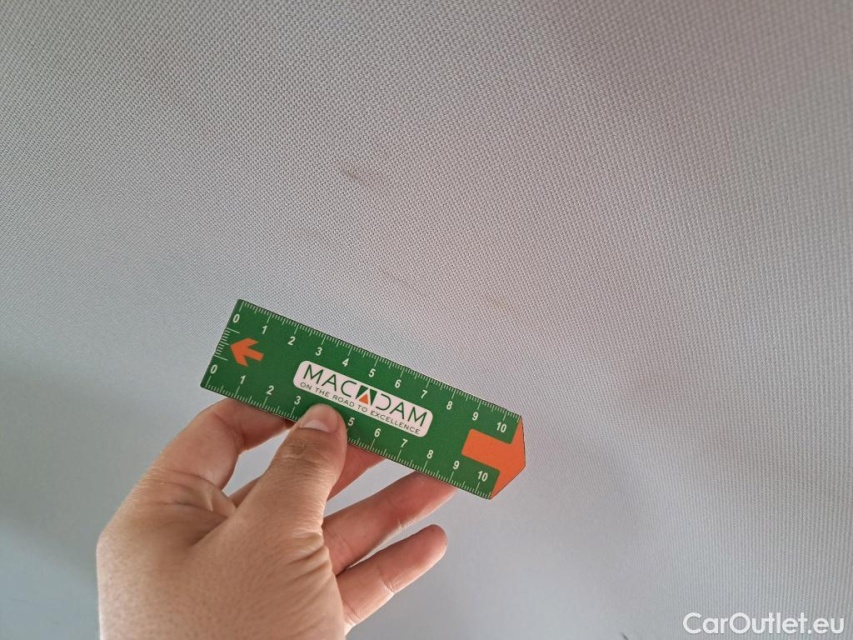 0 1 2 3 4 5 6 7 8 9 10
MACADAM
ON THE ROAD TO EXCELLENCE
0 1 2 3 5 6 7 8 9 10
CarOutlet.eu